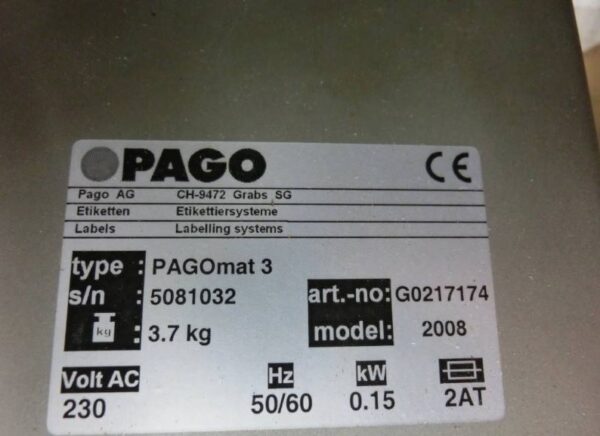 PAGO CE
Pago AG CH-9472 Grabs SG
Etiketten Etikettiersysteme
Labels Labelling systems
type : PAGOmat 3
s/n : 5081032 art.-no: G0217174
kg : 3.7 kg model: 2008
Volt AC Hz kW
230 50/60 0.15 2AT